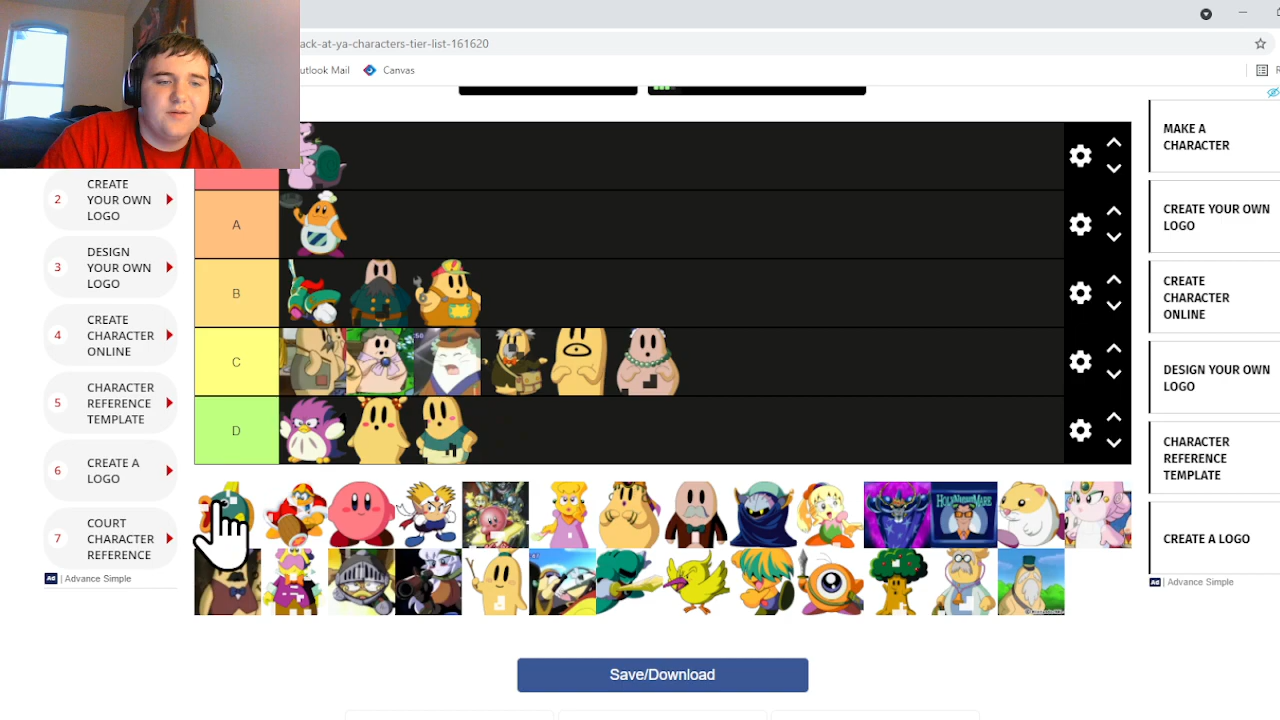 ack-at-ya-characters-tier-list-161620
utlook Mail
Canvas
2
CREATE
YOUR OWN
LOGO
3
DESIGN
YOUR OWN
LOGO
4
CREATE
CHARACTER
ONLINE
5
CHARACTER
REFERENCE
TEMPLATE
6
CREATE A
LOGO
7
COURT
CHARACTER
REFERENCE
Ad | Advance Simple
A
B
C
D
HOLYNIGHTMARE
Save/Download
MAKE A
CHARACTER
CREATE YOUR OWN
LOGO
CREATE
CHARACTER
ONLINE
DESIGN YOUR OWN
LOGO
CHARACTER
REFERENCE
TEMPLATE
CREATE A LOGO
Ad | Advance Simple